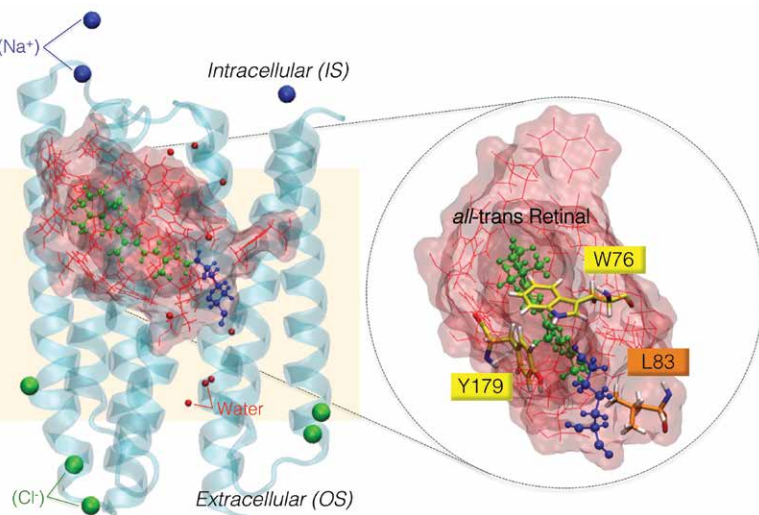 (Na⁺)
Intracellular (IS)
all-trans Retinal
W76
L83
Y179
Water
(Cl⁻)
Extracellular (OS)